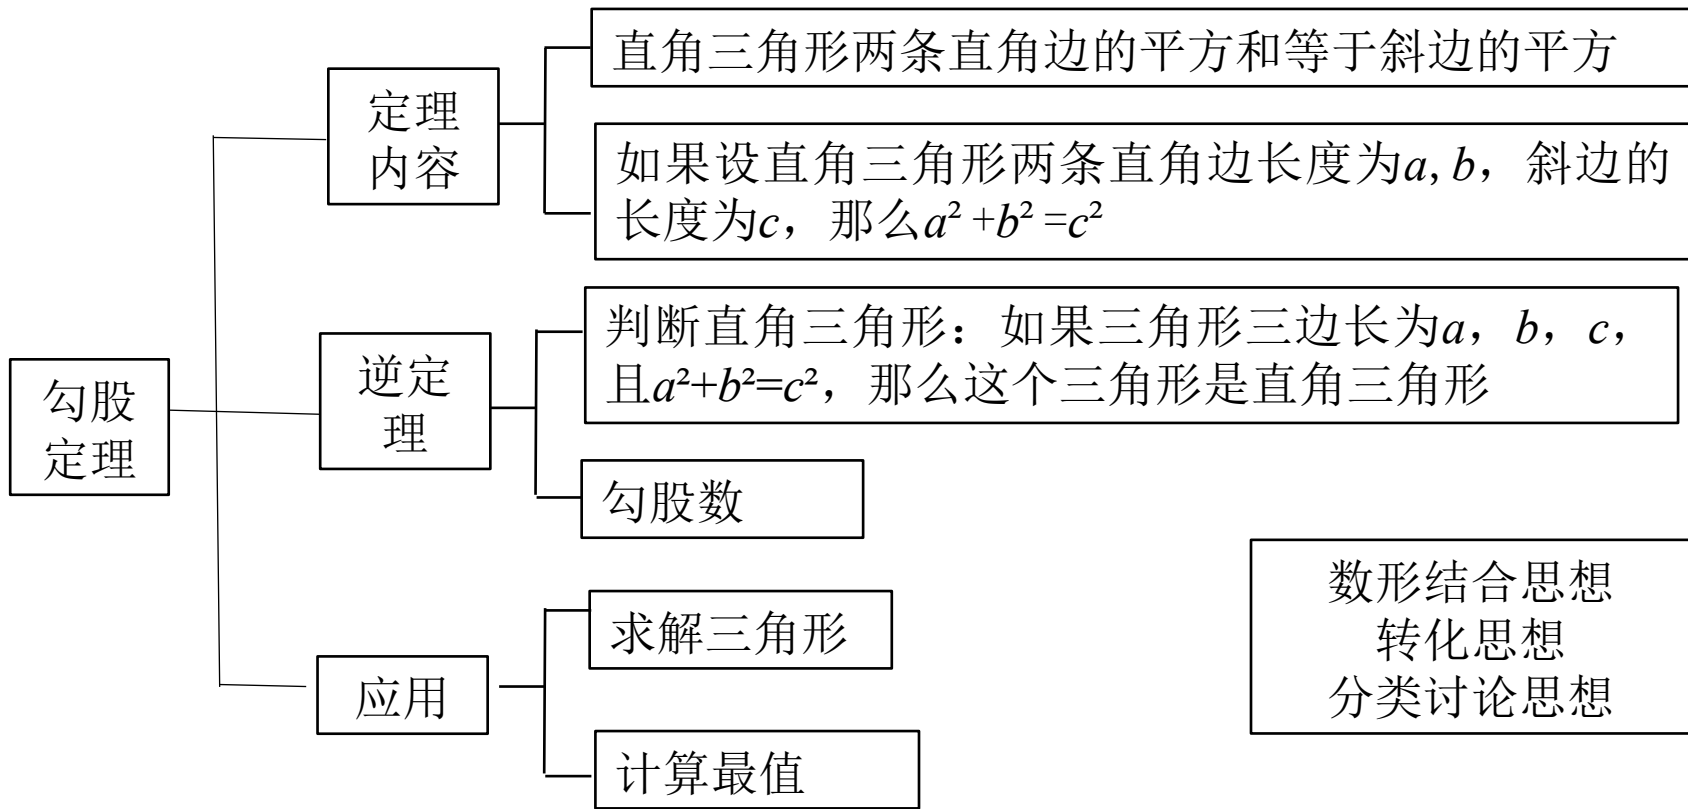 直角三角形两条直角边的平方和等于斜边的平方
定理
内容
如果设直角三角形两条直角边长度为a, b，斜边的
长度为c，那么a² +b² =c²
判断直角三角形：如果三角形三边长为a，b，c，
且a²+b²=c²，那么这个三角形是直角三角形
勾股
定理
逆定
理
勾股数
数形结合思想
转化思想
分类讨论思想
求解三角形
应用
计算最值